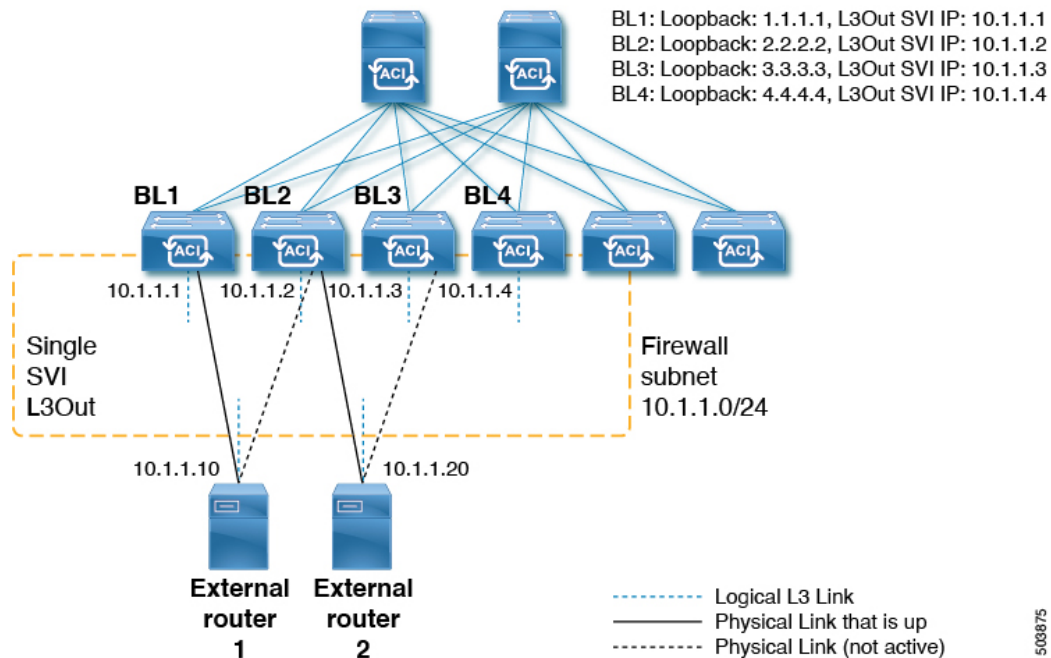 BL1: Loopback: 1.1.1.1, L3Out SVI IP: 10.1.1.1
BL2: Loopback: 2.2.2.2, L3Out SVI IP: 10.1.1.2
BL3: Loopback: 3.3.3.3, L3Out SVI IP: 10.1.1.3
BL4: Loopback: 4.4.4.4, L3Out SVI IP: 10.1.1.4
ACI
ACI
BL1
BL2
BL3
BL4
ACI
ACI
ACI
ACI
ACI
ACI
10.1.1.1
10.1.1.2
10.1.1.3
10.1.1.4
Single
SVI
L3Out
Firewall
subnet
10.1.1.0/24
10.1.1.10
10.1.1.20
External
router
1
External
router
2
Logical L3 Link
Physical Link that is up
Physical Link (not active)
503875